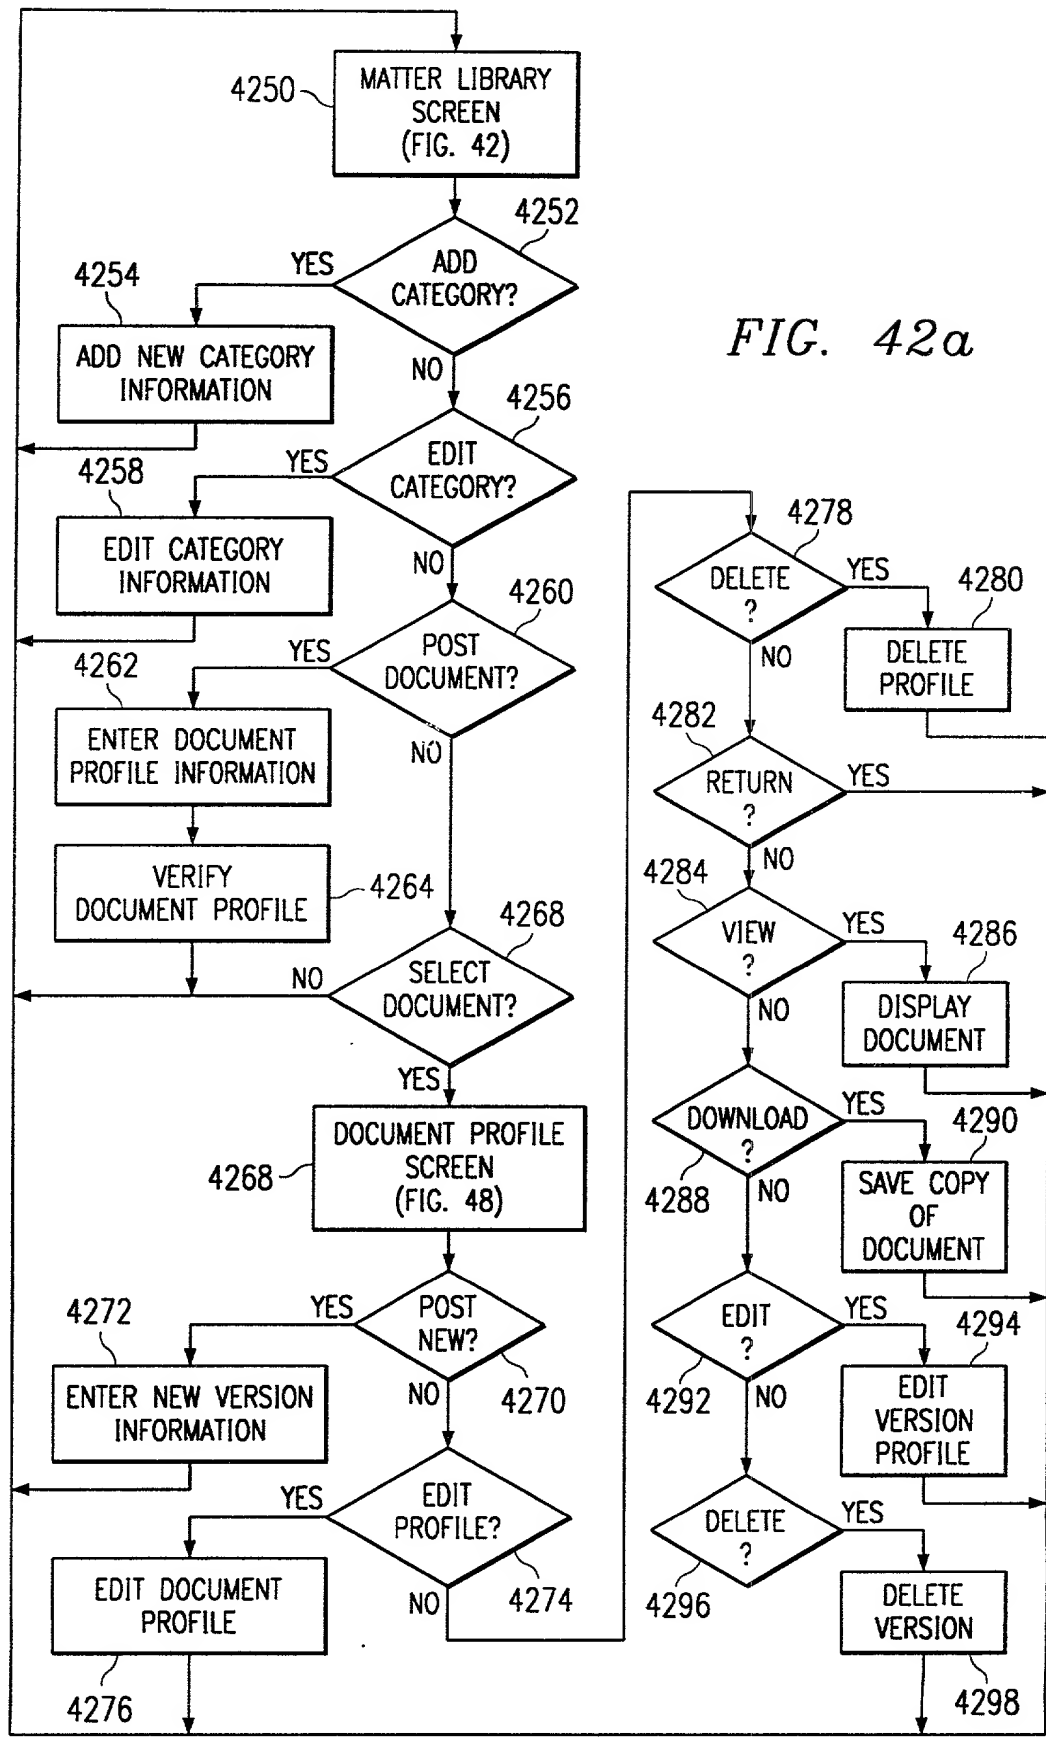 4250
MATTER LIBRARY
SCREEN
(FIG. 42)
4252
ADD
CATEGORY?
YES
NO
4254
ADD NEW CATEGORY
INFORMATION
FIG. 42a
4256
EDIT
CATEGORY?
YES
NO
4258
EDIT CATEGORY
INFORMATION
4260
POST
DOCUMENT?
YES
NO
4262
ENTER DOCUMENT
PROFILE INFORMATION
VERIFY
DOCUMENT PROFILE
4264
4268
SELECT
DOCUMENT?
NO
YES
DOCUMENT PROFILE
SCREEN
(FIG. 48)
4268
POST
NEW?
YES
NO
4270
4272
ENTER NEW VERSION
INFORMATION
EDIT
PROFILE?
YES
NO
4274
EDIT DOCUMENT
PROFILE
4276
4278
DELETE
?
YES
NO
4280
DELETE
PROFILE
4282
RETURN
?
YES
NO
4284
VIEW
?
YES
NO
4286
DISPLAY
DOCUMENT
DOWNLOAD
?
YES
NO
4288
4290
SAVE COPY
OF
DOCUMENT
EDIT
?
YES
NO
4292
4294
EDIT
VERSION
PROFILE
DELETE
?
YES
4296
DELETE
VERSION
4298